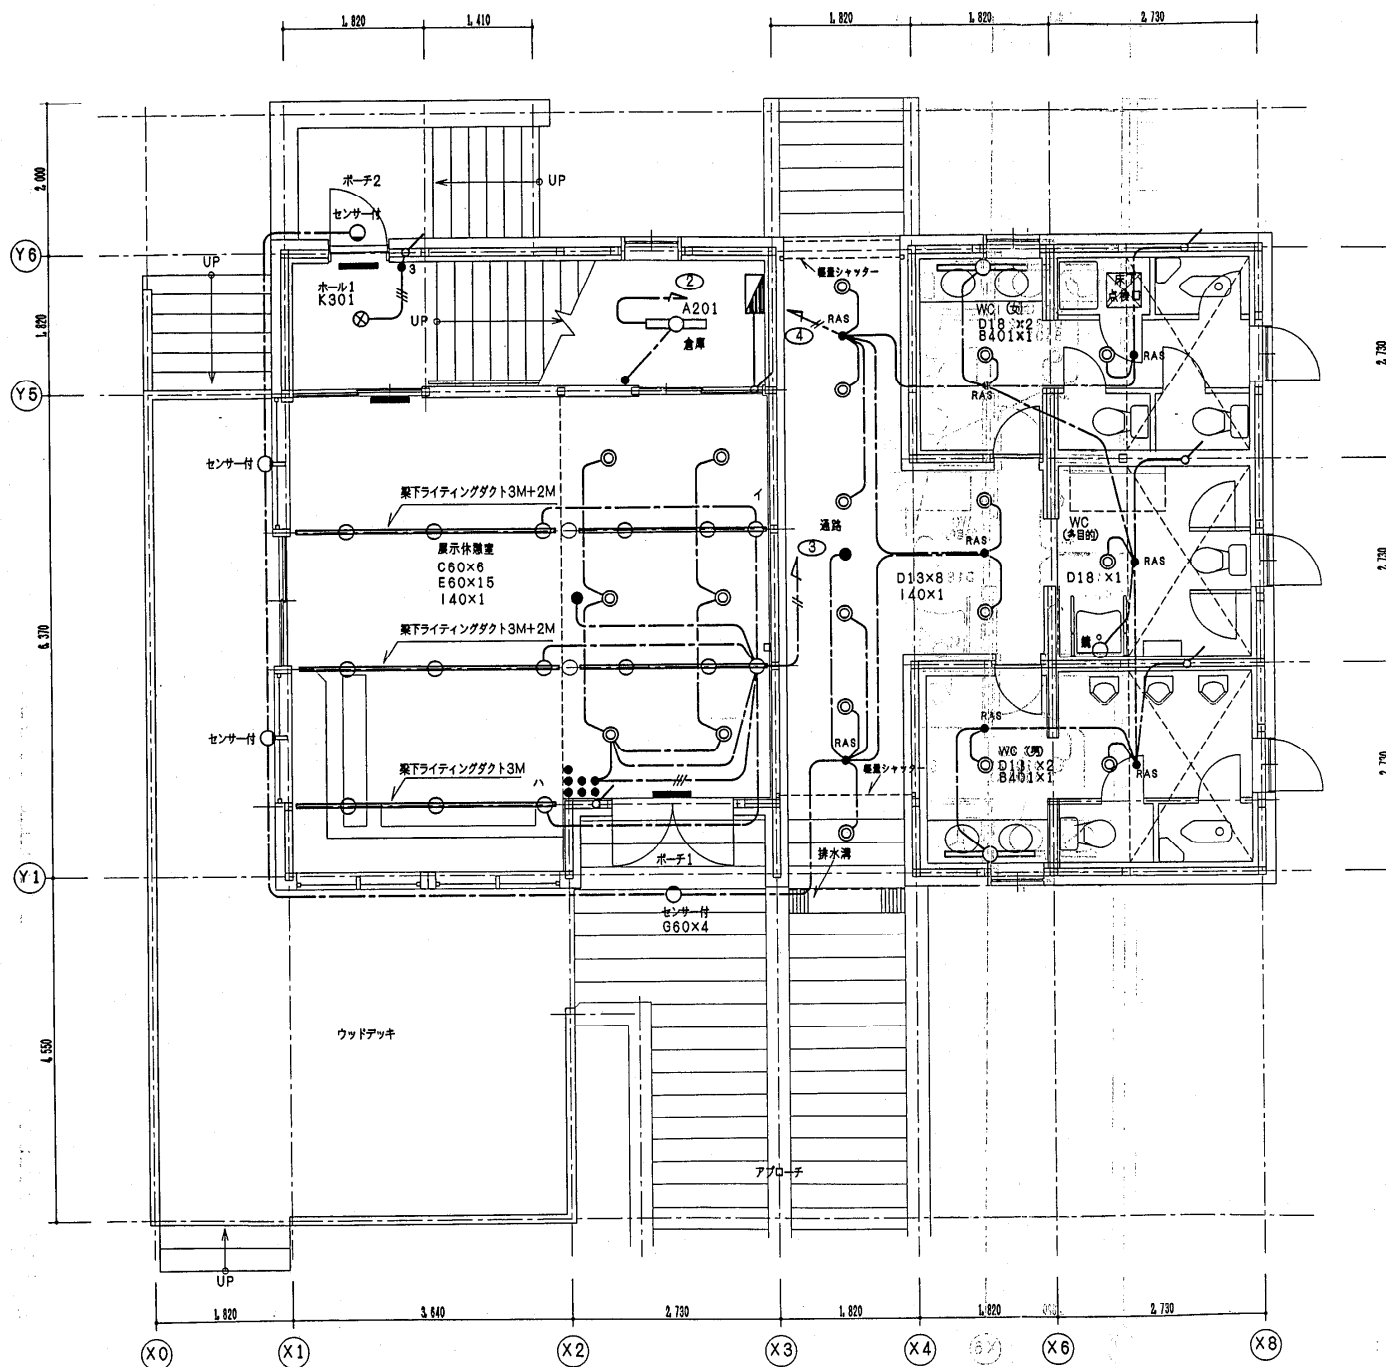 1,820
1,410
1,820
1,820
2,730
2,000
ポーチ2
センサー付
UP
Y6
UP
3
ホール1
K301
UP
2
A201
倉庫
軽量シャッター
RAS
4
WC(女)
D18 ×2
B401×1
床
点検口
RAS
1,820
2,730
Y5
RAS
センサー付
梁下ライティングダクト3M+2M
イ
展示休憩室
C60×6
E60×15
I40×1
通路
3
RAS
D13×8
I40×1
WC
(多目的)
RAS
D18 ×1
2,730
6,370
梁下ライティングダクト3M+2M
鏡
センサー付
RAS
RAS
WC(男)
D13 ×2
B401×1
RAS
2,730
梁下ライティングダクト3M
ハ
軽量シャッター
ポーチ1
排水溝
Y1
センサー付
G60×4
ウッドデッキ
4,550
アプローチ
UP
1,820
3,640
2,730
1,820
1,820
2,730
X0
X1
X2
X3
X4
X6
X8